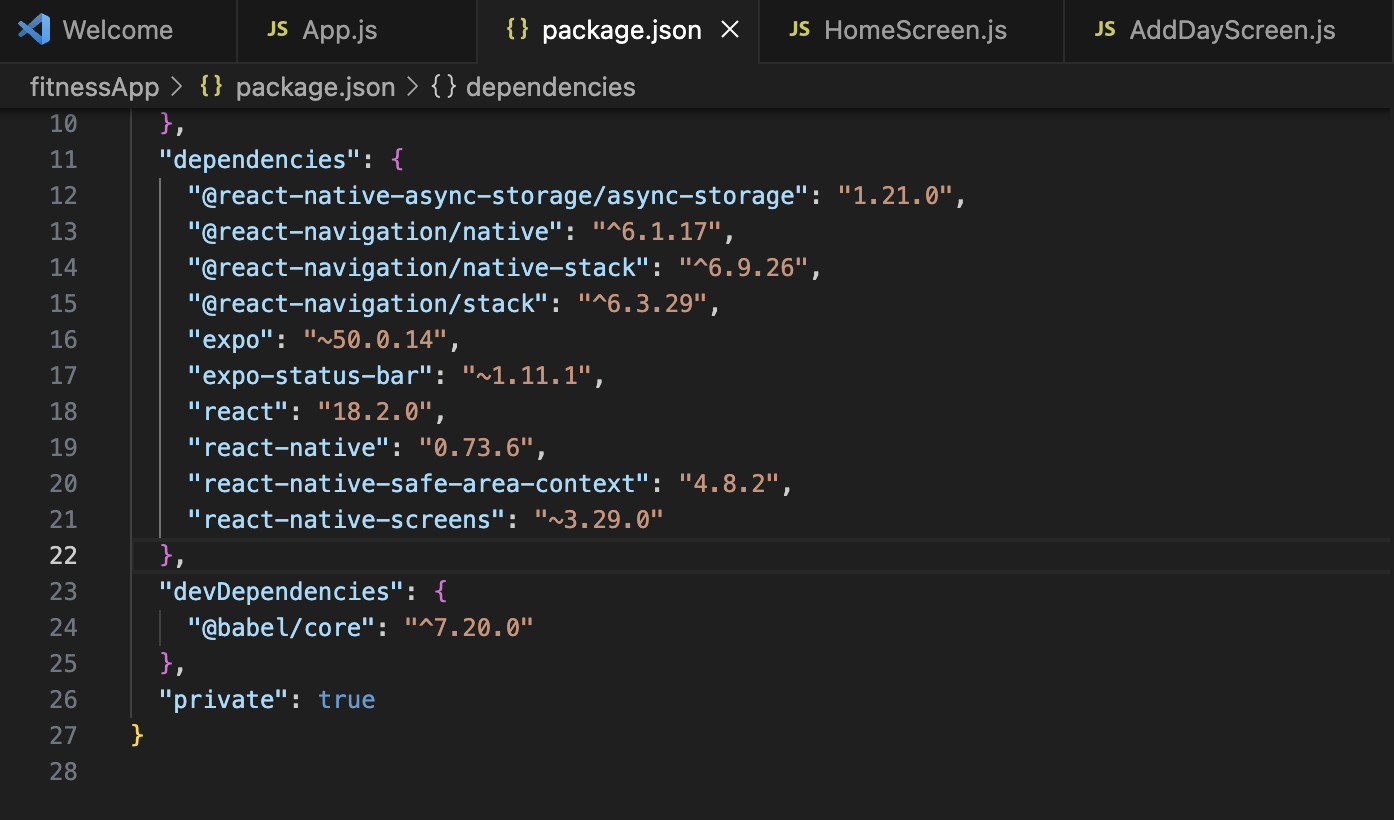 Welcome JS App.js {} package.json JS HomeScreen.js JS AddDayScreen.js
fitnessApp > {} package.json > {} dependencies
10 },
11 "dependencies": {
12 "@react-native-async-storage/async-storage": "1.21.0",
13 "@react-navigation/native": "^6.1.17",
14 "@react-navigation/native-stack": "^6.9.26",
15 "@react-navigation/stack": "^6.3.29",
16 "expo": "~50.0.14",
17 "expo-status-bar": "~1.11.1",
18 "react": "18.2.0",
19 "react-native": "0.73.6",
20 "react-native-safe-area-context": "4.8.2",
21 "react-native-screens": "~3.29.0"
22 },
23 "devDependencies": {
24 "@babel/core": "^7.20.0"
25 },
26 "private": true
27 }
28